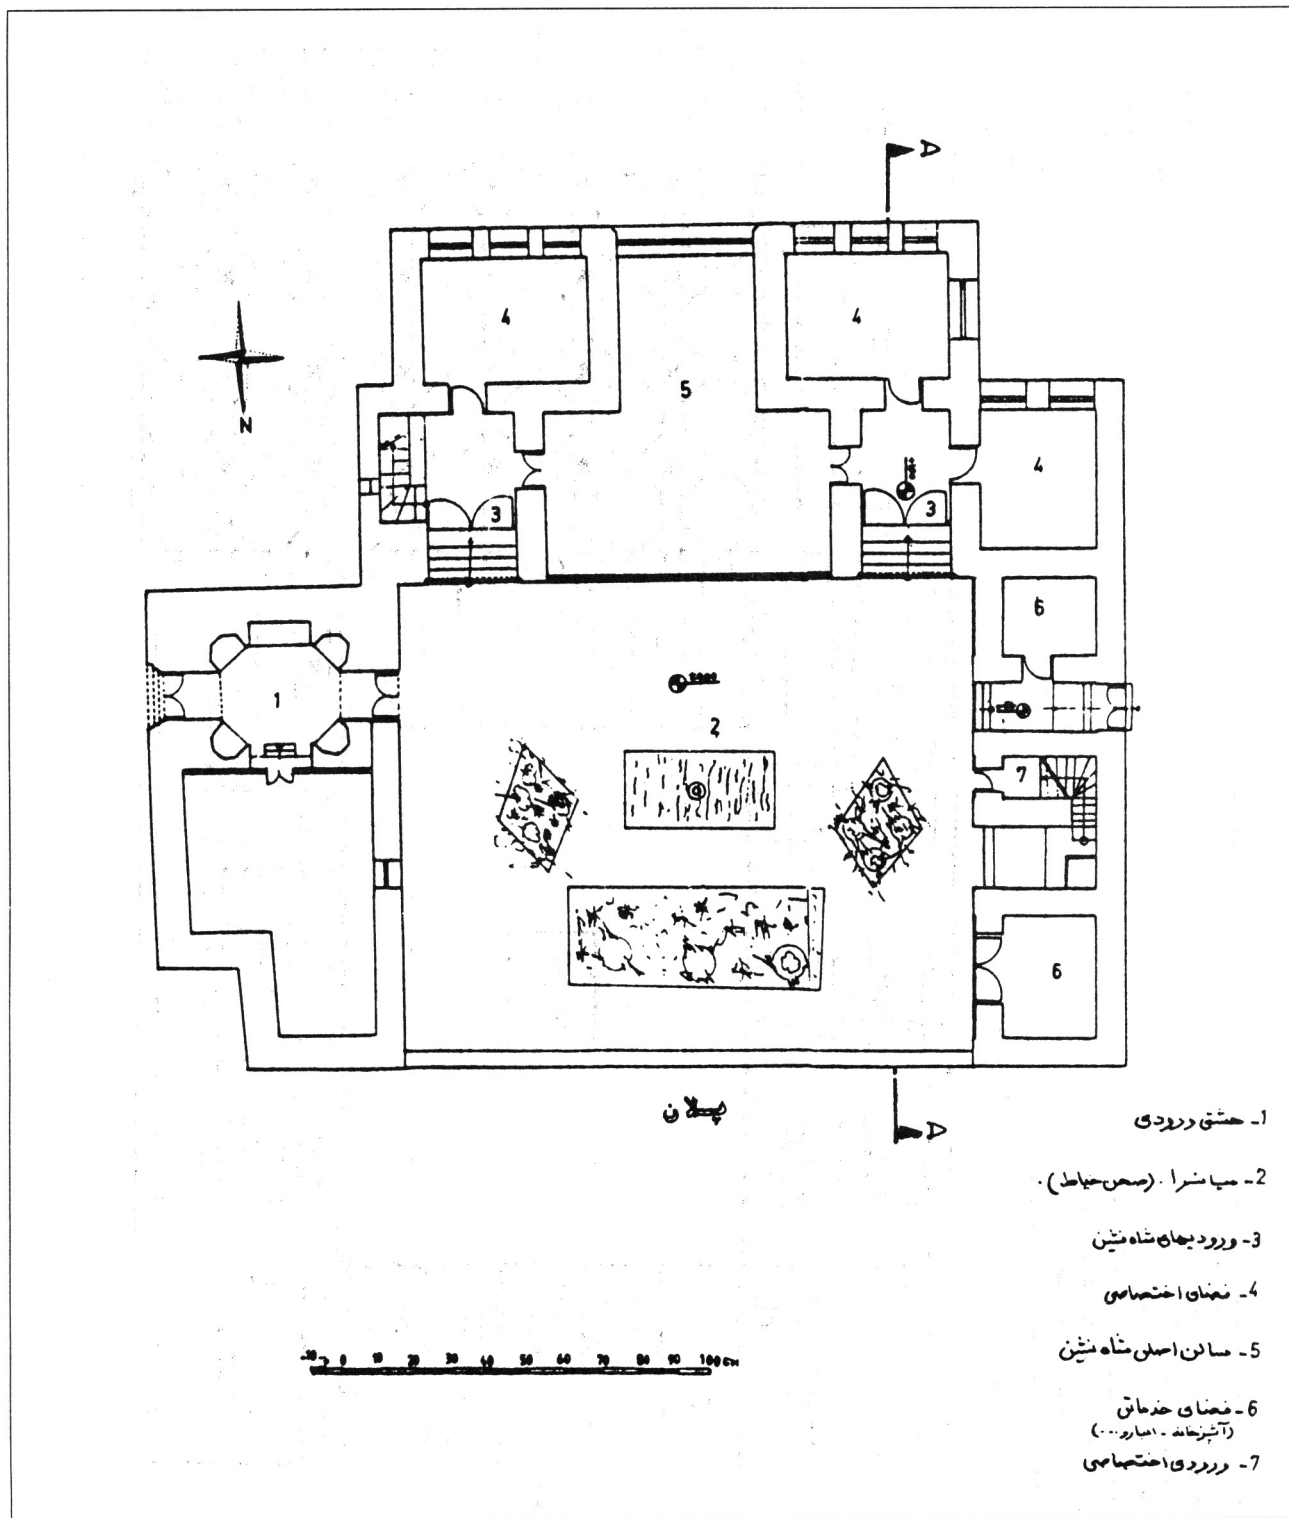 A
4
4
5
4
N
3
3
6
1
2
7
6
A
پلان
1- هشتی ورودی
2- میانسرا . (صحن حیاط) .
3- ورودیهای شاه نشین
4- فضای اختصاصی
5- سالن اصلی شاه نشین
6- فضای خدماتی
(آشپزخانه - انبار و ...)
7- ورودی اختصاصی
-10 0 10 20 30 40 50 60 70 80 90 100 CM